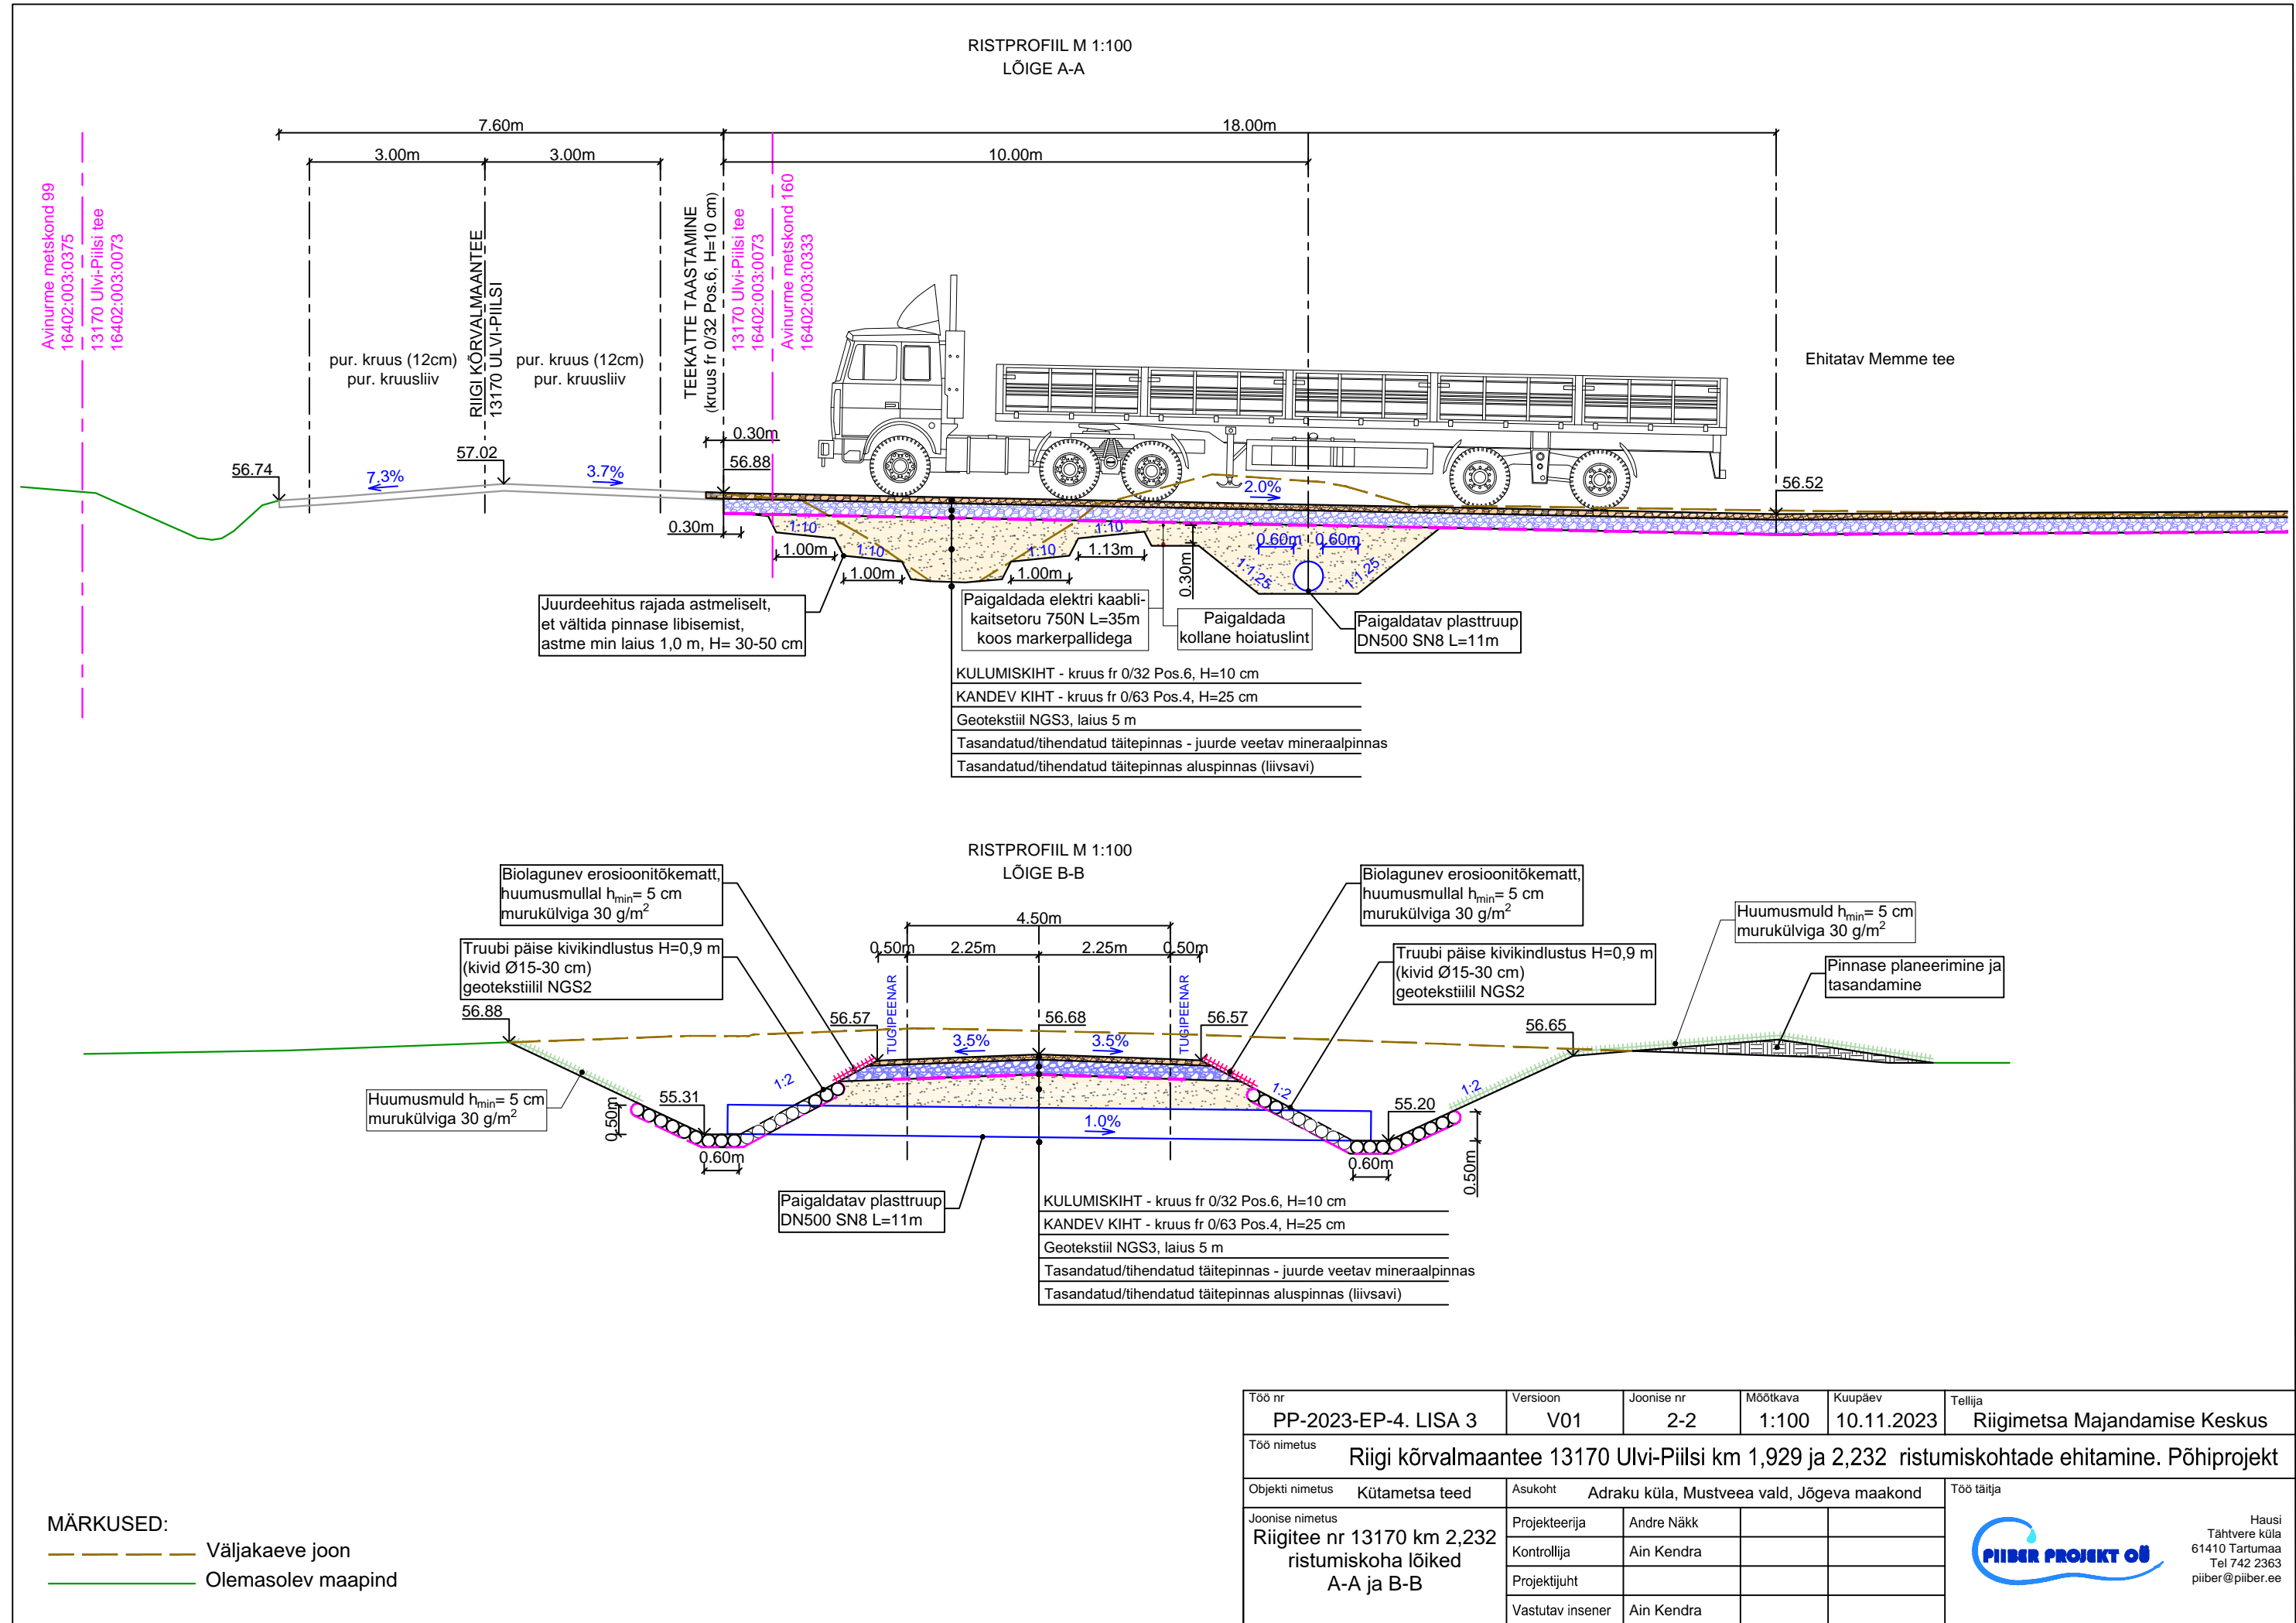 RISTPROFIIL M 1:100
LÕIGE A-A
7.60m
18.00m
3.00m
3.00m
10.00m
Avinurme metskond 99
16402:003:0375
13170 Ulvi-Piilsi tee
16402:003:0073
RIIGI KÕRVALMAANTEE
13170 ULVI-PIILSI
TEEKATTE TAASTAMINE
(kruus fr 0/32 Pos.6, H=10 cm)
13170 Ulvi-Piilsi tee
16402:003:0073
Avinurme metskond 160
16402:003:0333
pur. kruus (12cm)
pur. kruusliiv
pur. kruus (12cm)
pur. kruusliiv
Ehitatav Memme tee
0.30m
56.74
7.3%
57.02
3.7%
56.88
2.0%
56.52
0.30m
1:10
1:10
1.00m
1:10
1:10
1.13m
0.60m
0.60m
1.00m
1.00m
0.30m
1:1,25
1:1,25
Juurdeehitus rajada astmeliselt,
et vältida pinnase libisemist,
astme min laius 1,0 m, H= 30-50 cm
Paigaldada elektri kaabli-
kaitsetoru 750N L=35m
koos markerpallidega
Paigaldada
kollane hoiatuslint
Paigaldatav plasttruup
DN500 SN8 L=11m
KULUMISKIHT - kruus fr 0/32 Pos.6, H=10 cm
KANDEV KIHT - kruus fr 0/63 Pos.4, H=25 cm
Geotekstiil NGS3, laius 5 m
Tasandatud/tihendatud täitepinnas - juurde veetav mineraalpinnas
Tasandatud/tihendatud täitepinnas aluspinnas (liivsavi)
RISTPROFIIL M 1:100
LÕIGE B-B
Biolagunev erosioonitõkematt,
huumusmullal hmin= 5 cm
murukülviga 30 g/m²
Biolagunev erosioonitõkematt,
huumusmullal hmin= 5 cm
murukülviga 30 g/m²
Huumusmuld hmin= 5 cm
murukülviga 30 g/m²
4.50m
0.50m
2.25m
2.25m
0.50m
Truubi päise kivikindlustus H=0,9 m
(kivid Ø15-30 cm)
geotekstiilil NGS2
Truubi päise kivikindlustus H=0,9 m
(kivid Ø15-30 cm)
geotekstiilil NGS2
Pinnase planeerimine ja
tasandamine
TUGIPEENAR
TUGIPEENAR
56.88
56.57
56.68
56.57
56.65
3.5%
3.5%
1:2
1:2
1:2
Huumusmuld hmin= 5 cm
murukülviga 30 g/m²
0.50m
55.31
55.20
1.0%
0.60m
0.60m
0.50m
Paigaldatav plasttruup
DN500 SN8 L=11m
KULUMISKIHT - kruus fr 0/32 Pos.6, H=10 cm
KANDEV KIHT - kruus fr 0/63 Pos.4, H=25 cm
Geotekstiil NGS3, laius 5 m
Tasandatud/tihendatud täitepinnas - juurde veetav mineraalpinnas
Tasandatud/tihendatud täitepinnas aluspinnas (liivsavi)
MÄRKUSED:
Väljakaeve joon
Olemasolev maapind
Töö nr
PP-2023-EP-4. LISA 3
Versioon
V01
Joonise nr
2-2
Mõõtkava
1:100
Kuupäev
10.11.2023
Tellija
Riigimetsa Majandamise Keskus
Töö nimetus
Riigi kõrvalmaantee 13170 Ulvi-Piilsi km 1,929 ja 2,232 ristumiskohtade ehitamine. Põhiprojekt
Objekti nimetus
Kütametsa teed
Asukoht
Adraku küla, Mustveea vald, Jõgeva maakond
Töö täitja
Joonise nimetus
Riigitee nr 13170 km 2,232
ristumiskoha lõiked
A-A ja B-B
Projekteerija
Andre Näkk
Kontrollija
Ain Kendra
Projektijuht
Vastutav insener
Ain Kendra
PIIBER PROJEKT OÜ
Hausi
Tähtvere küla
61410 Tartumaa
Tel 742 2363
piiber@piiber.ee